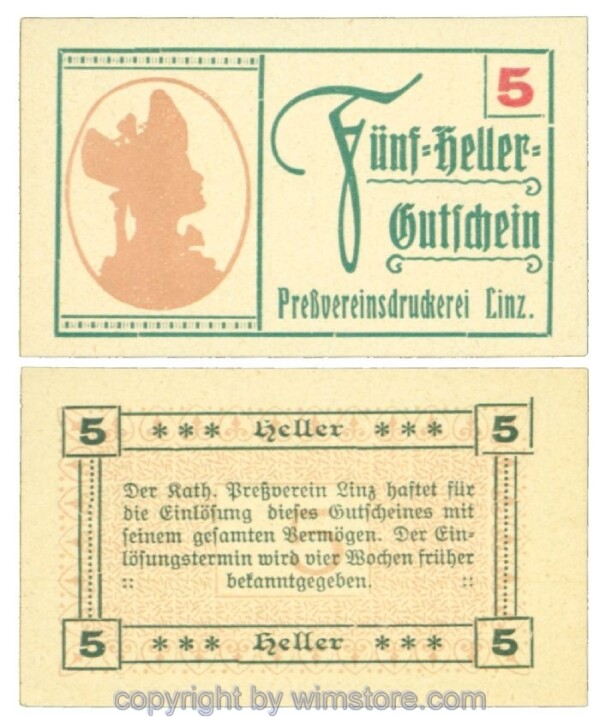 5
Fünf-Heller-
Gutschein
Preßvereinsdruckerei Linz.
5 *** Heller *** 5
Der Kath. Preßverein Linz haftet für
die Einlösung dieses Gutscheines mit
seinem gesamten Vermögen. Der Ein-
lösungstermin wird vier Wochen früher
:: bekanntgegeben. ::
5
5 *** Heller *** 5
copyright by wimstore.com